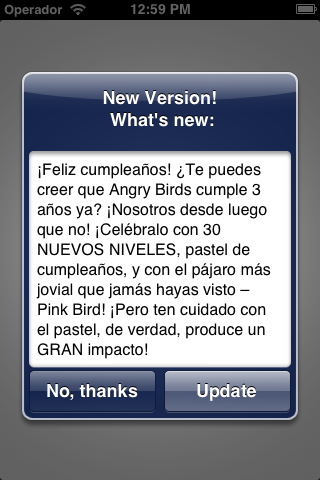 Operador 12:59 PM
New Version!
What's new:
¡Feliz cumpleaños! ¿Te puedes
creer que Angry Birds cumple 3
años ya? ¡Nosotros desde luego
que no! ¡Celébralo con 30
NUEVOS NIVELES, pastel de
cumpleaños, y con el pájaro más
jovial que jamás hayas visto –
Pink Bird! ¡Pero ten cuidado con
el pastel, de verdad, produce un
GRAN impacto!
No, thanks Update